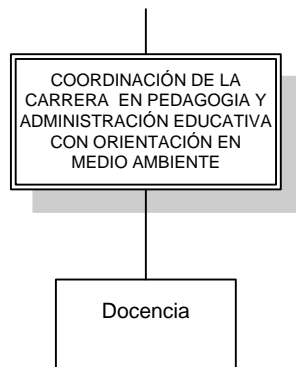 COORDINACIÓN DE LA
CARRERA EN PEDAGOGIA Y
ADMINISTRACIÓN EDUCATIVA
CON ORIENTACIÓN EN
MEDIO AMBIENTE
Docencia